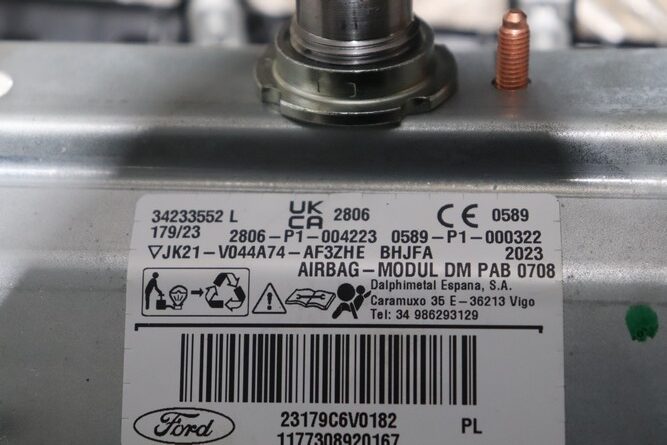 34233552 L UK CA 2806 CE 0589
179/23 2806-P1-004223 0589-P1-000322
JK21-V044A74-AF3ZHE BHJFA 2023
AIRBAG-MODUL DM PAB 0708
Dalphimetal Espana, S.A.
Caramuxo 35 E-36213 Vigo
Tel: 34 986293129
Ford 23179C6V0182 PL
1177308920167